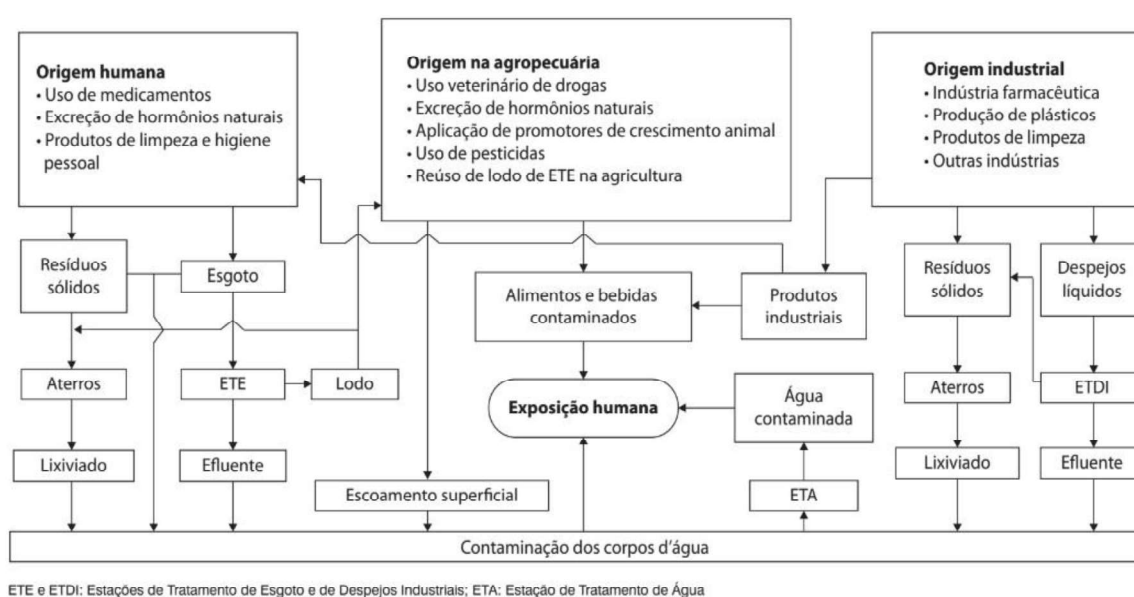 Origem humana
• Uso de medicamentos
• Excreção de hormônios naturais
• Produtos de limpeza e higiene
pessoal
Origem na agropecuária
• Uso veterinário de drogas
• Excreção de hormônios naturais
• Aplicação de promotores de crescimento animal
• Uso de pesticidas
• Reúso de lodo de ETE na agricultura
Origem industrial
• Indústria farmacêutica
• Produção de plásticos
• Produtos de limpeza
• Outras indústrias
Resíduos
sólidos
Esgoto
Alimentos e bebidas
contaminados
Produtos
industriais
Resíduos
sólidos
Despejos
líquidos
Aterros
ETE
Lodo
Exposição humana
Água
contaminada
Aterros
ETDI
Lixiviado
Efluente
Escoamento superficial
ETA
Lixiviado
Efluente
Contaminação dos corpos d'água
ETE e ETDI: Estações de Tratamento de Esgoto e de Despejos Industriais; ETA: Estação de Tratamento de Água